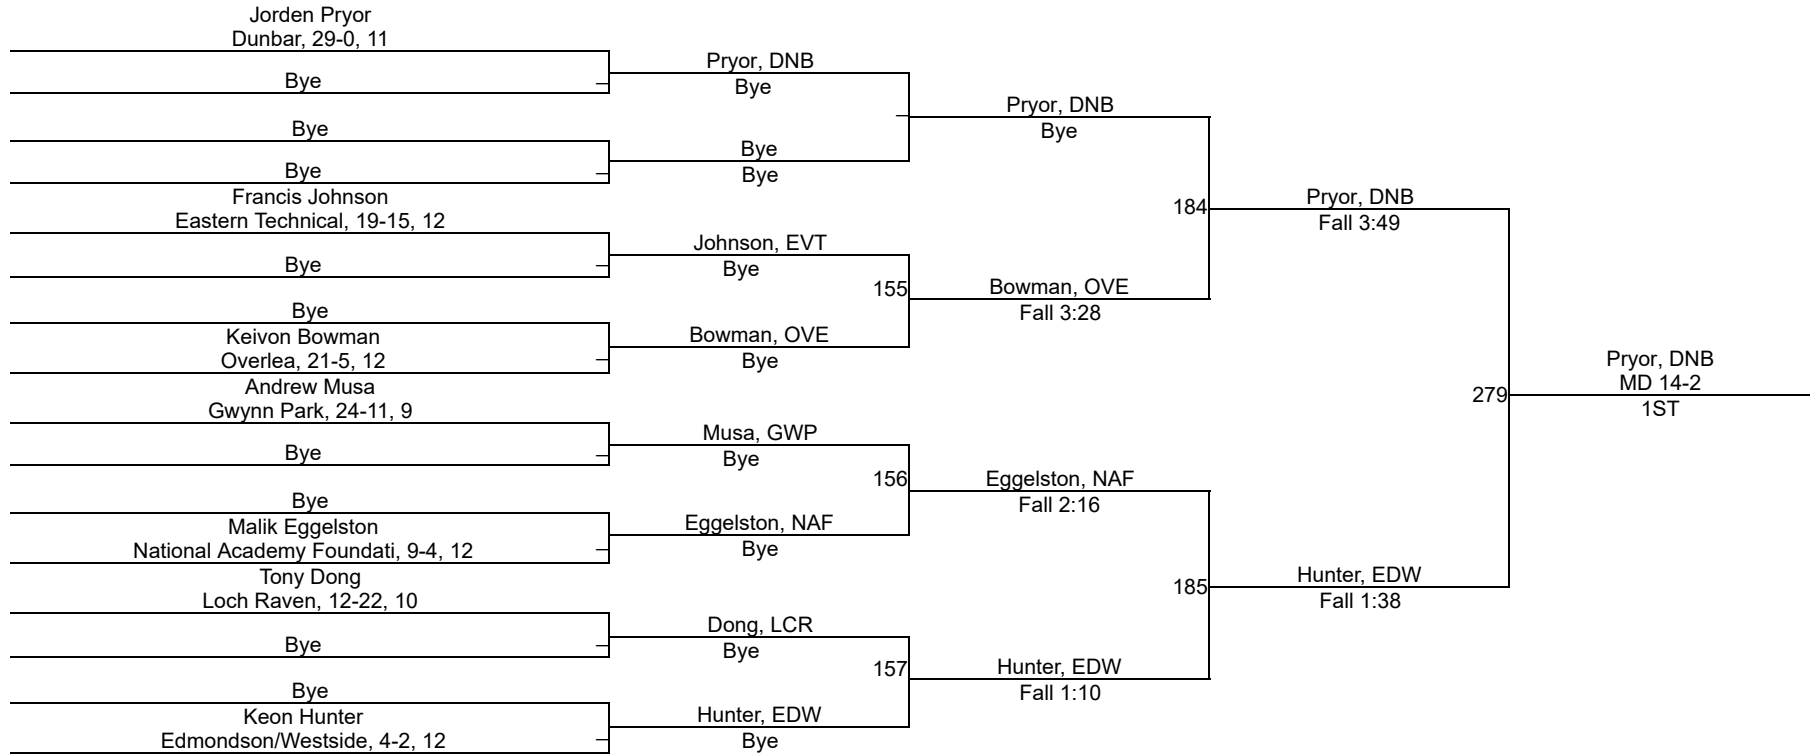 Jorden Pryor
Dunbar, 29-0, 11
Bye
Bye
Bye
Francis Johnson
Eastern Technical, 19-15, 12
Bye
Bye
Keivon Bowman
Overlea, 21-5, 12
Andrew Musa
Gwynn Park, 24-11, 9
Bye
Bye
Malik Eggelston
National Academy Foundati, 9-4, 12
Tony Dong
Loch Raven, 12-22, 10
Bye
Bye
Keon Hunter
Edmondson/Westside, 4-2, 12
Pryor, DNB
Bye
Bye
Bye
Johnson, EVT
Bye
155
Bowman, OVE
Bye
Musa, GWP
Bye
156
Eggelston, NAF
Bye
Dong, LCR
Bye
157
Hunter, EDW
Bye
Pryor, DNB
Bye
184
Bowman, OVE
Fall 3:28
Eggelston, NAF
Fall 2:16
185
Hunter, EDW
Fall 1:10
Pryor, DNB
Fall 3:49
279
Hunter, EDW
Fall 1:38
Pryor, DNB
MD 14-2
1ST